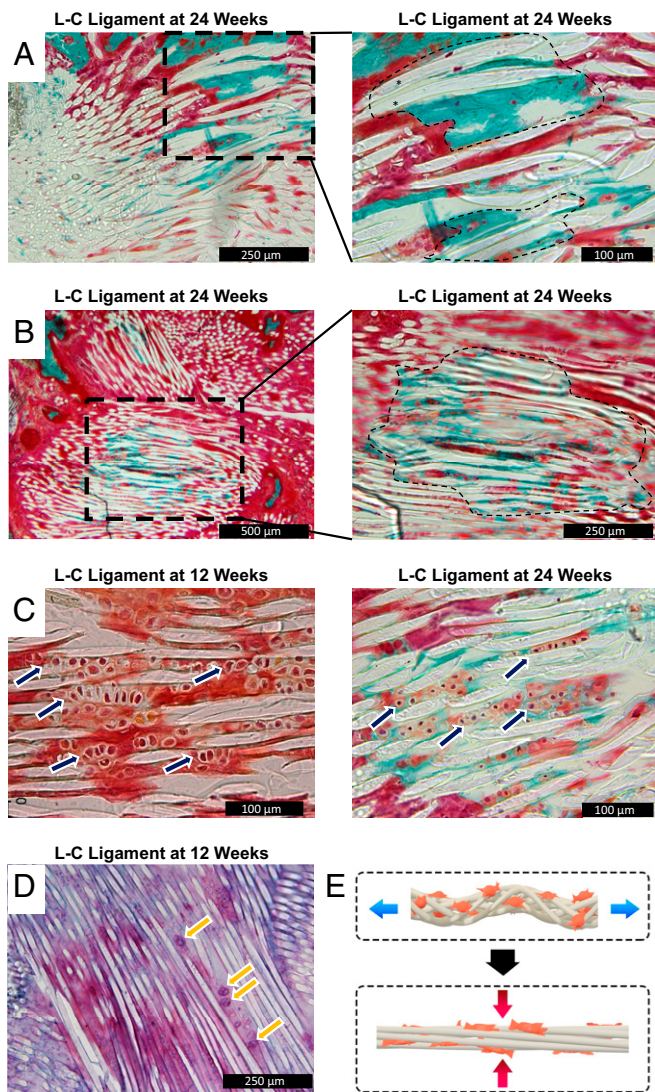 L-C Ligament at 24 Weeks
L-C Ligament at 24 Weeks
A
*
*
250 µm
100 µm
L-C Ligament at 24 Weeks
L-C Ligament at 24 Weeks
B
500 µm
250 µm
L-C Ligament at 12 Weeks
L-C Ligament at 24 Weeks
C
100 µm
100 µm
L-C Ligament at 12 Weeks
D
E
250 µm